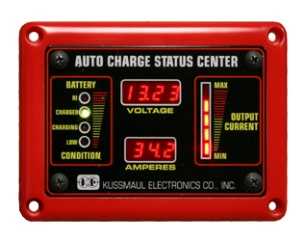 AUTO CHARGE STATUS CENTER
BATTERY
HI
CHARGED
CHARGING
LOW
CONDITION
13.23
VOLTAGE
34.2
AMPERES
MAX
OUTPUT
CURRENT
MIN
KUSSMAUL ELECTRONICS CO., INC.